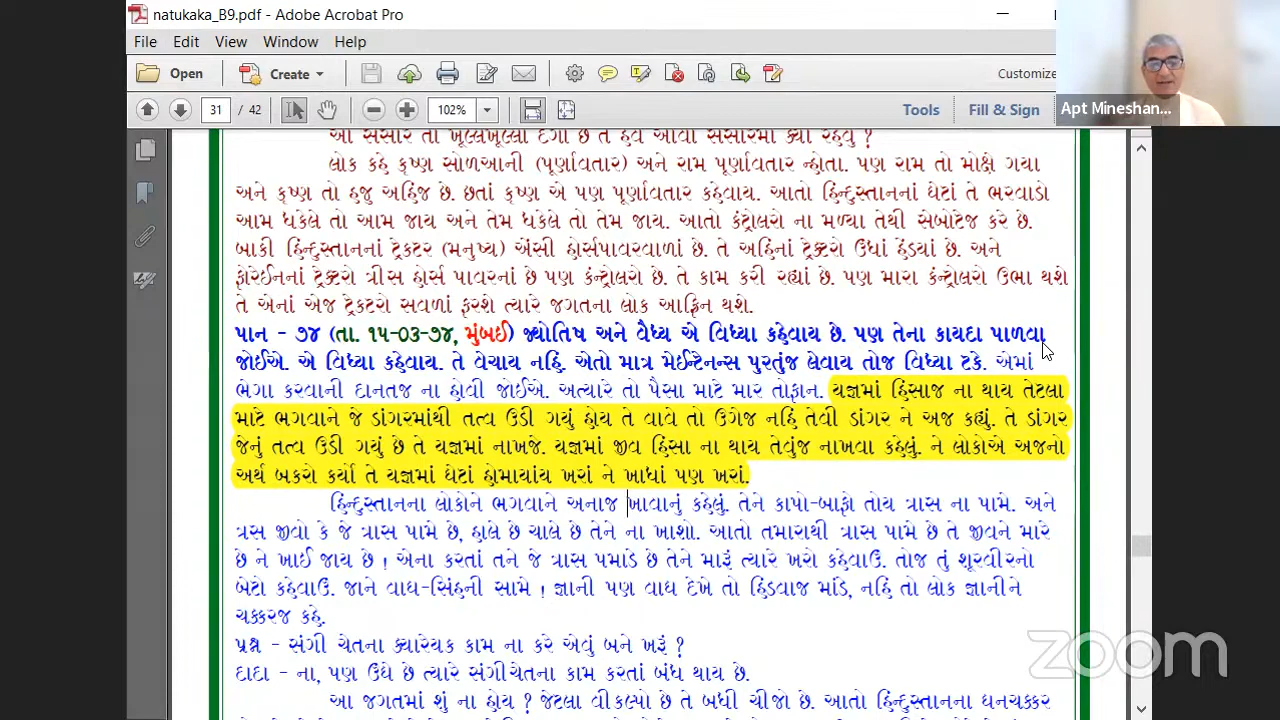 natukaka_B9.pdf - Adobe Acrobat Pro
File Edit View Window Help
Open Create Customize
31 / 42 102% Tools Fill & Sign
Apt Mineshan...
આ સંસાર તો ખૂલ્લેખૂલ્લો દગો છે તે હવે આવા સંસારમાં ક્યાં રહેવુ ?
લોક કહે કૃષ્ણ સોળઆની (પૂર્ણાવતાર) અને રામ પૂર્ણાવતાર ન્હોતા. પણ રામ તો મોક્ષે ગયા
અને કૃષ્ણ તો હજુ અહિંજ છે. છતાં કૃષ્ણ એ પણ પૂર્ણાવતાર કહેવાય. આતો હિન્દુસ્તાનનાં ઘેટાં તે ભરવાડો
આમ ધકેલે તો આમ જાય અને તેમ ધકેલે તો તેમ જાય. આતો કંટ્રોલરો ના મળ્યા તેથી સેબોટેજ કરે છે.
બાકી હિન્દુસ્તાનનાં ટ્રેક્ટર (મનુષ્ય) એંસી હોર્સપાવરવાળાં છે. તે અહિનાં ટ્રેક્ટરો ઉંધાં હેંડયાં છે. અને
ફોરેઈનનાં ટ્રેક્ટરો ત્રીસ હોર્સ પાવરનાં છે પણ કંન્ટ્રોલરો છે. તે કામ કરી રહ્યાં છે. પણ મારા કંન્ટ્રોલરો ઉભા થશે
તે એનાં એજ ટ્રેકટરો સવળાં ફરશે ત્યારે જગતના લોક આફ્રિન થશે.
પાન - ૭૪ (તા. ૧૫-૦૩-૭૪, મુંબઈ) જ્યોતિષ અને વૈદ્ય એ વિદ્યા કહેવાય છે. પણ તેના કાયદા પાળવા
જોઈએ. એ વિદ્યા કહેવાય. તે વેચાય નહિ. એતો માત્ર મેઈન્ટેનન્સ પુરતુંજ લેવાય તોજ વિદ્યા ટકે. એમાં
ભેગા કરવાની દાનતજ ના હોવી જોઈએ. અત્યારે તો પૈસા માટે માર તોફાન. યજ્ઞમાં હિંસાજ ના થાય તેટલા
માટે ભગવાને જે ડાંગરમાંથી તત્વ ઉડી ગયું હોય તે વાવે તો ઉગેજ નહિ તેવી ડાંગર ને અજ કહ્યું. તે ડાંગર
જેનું તત્વ ઉડી ગયું છે તે યજ્ઞમાં નાખજે. યજ્ઞમાં જીવ હિંસા ના થાય તેવુંજ નાખવા કહેલું. ને લોકોએ અજનો
અર્થ બકરો કર્યો તે યજ્ઞમાં ઘેટાં હોમાયાંય ખરાં ને ખાધાં પણ ખરાં.
હિન્દુસ્તાનના લોકોને ભગવાને અનાજ ખાવાનું કહેલું. તેને કાપો-બાફો તોય ત્રાસ ના પામે. અને
ત્રસ જીવો કે જે ત્રાસ પામે છે, હાલે છે ચાલે છે તેને ના ખાશો. આતો તમારાથી ત્રાસ પામે છે તે જીવને મારે
છે ને ખાઈ જાય છે ! એના કરતાં તને જે ત્રાસ પમાડે છે તેને મારૂં ત્યારે ખરો કહેવાઉ. તોજ તું શૂરવીરનો
બેટો કહેવાઉ. જાને વાઘ-સિંહની સામે ! જ્ઞાની પણ વાઘ દેખે તો હિંડવાજ માંડે, નહિ તો લોક જ્ઞાનીને
ચક્કરજ કહે.
પ્રશ્ન - સંગી ચેતના ક્યારેયક કામ ના કરે એવું બને ખરૂં ?
દાદા - ના, પણ ઉંઘે છે ત્યારે સંગીચેતના કામ કરતાં બંધ થાય છે.
આ જગતમાં શું ના હોય ? જેટલા વીકલ્પો છે તે બધી ચીજો છે. આતો હિન્દુસ્તાનના ઘનચક્કર
zoom